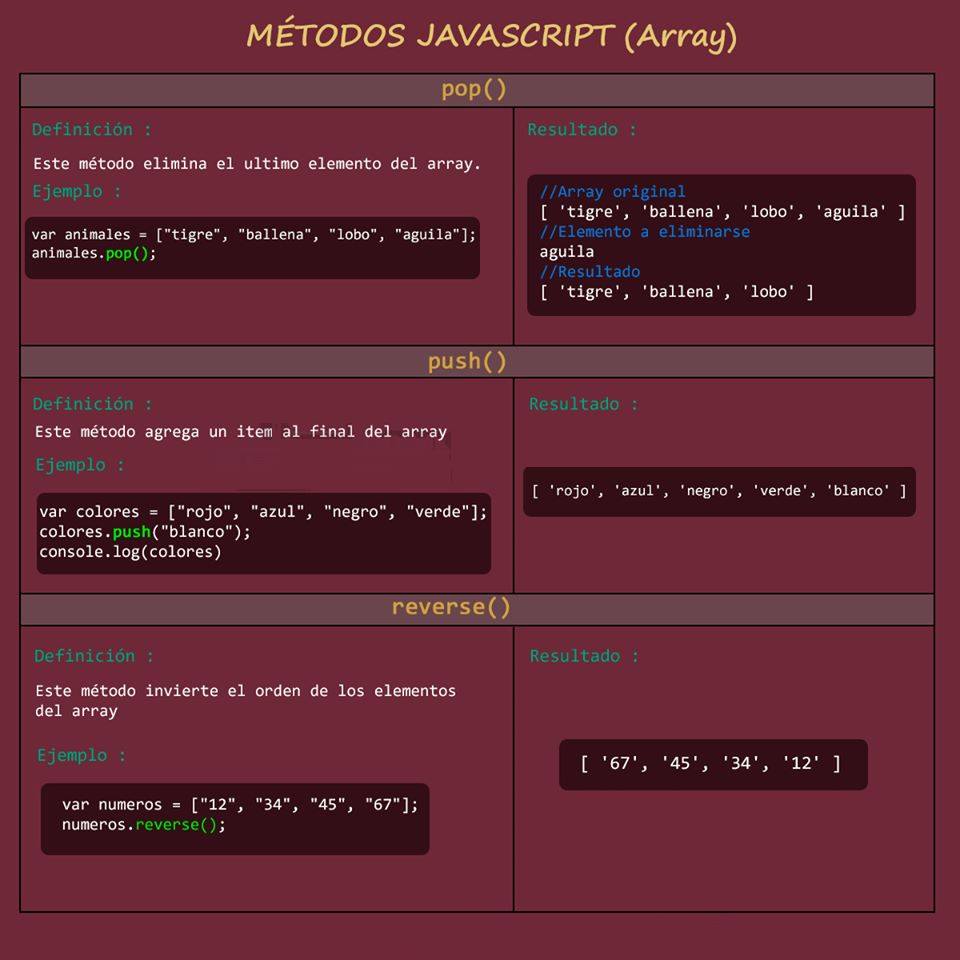 MÉTODOS JAVASCRIPT (Array)
pop()
Definición :
Este método elimina el ultimo elemento del array.
Ejemplo :
var animales = ["tigre", "ballena", "lobo", "aguila"];
animales.pop();
Resultado :
//Array original
[ 'tigre', 'ballena', 'lobo', 'aguila' ]
//Elemento a eliminarse
aguila
//Resultado
[ 'tigre', 'ballena', 'lobo' ]
push()
Definición :
Este método agrega un item al final del array
Ejemplo :
var colores = ["rojo", "azul", "negro", "verde"];
colores.push("blanco");
console.log(colores)
Resultado :
[ 'rojo', 'azul', 'negro', 'verde', 'blanco' ]
reverse()
Definición :
Este método invierte el orden de los elementos
del array
Ejemplo :
var numeros = ["12", "34", "45", "67"];
numeros.reverse();
Resultado :
[ '67', '45', '34', '12' ]